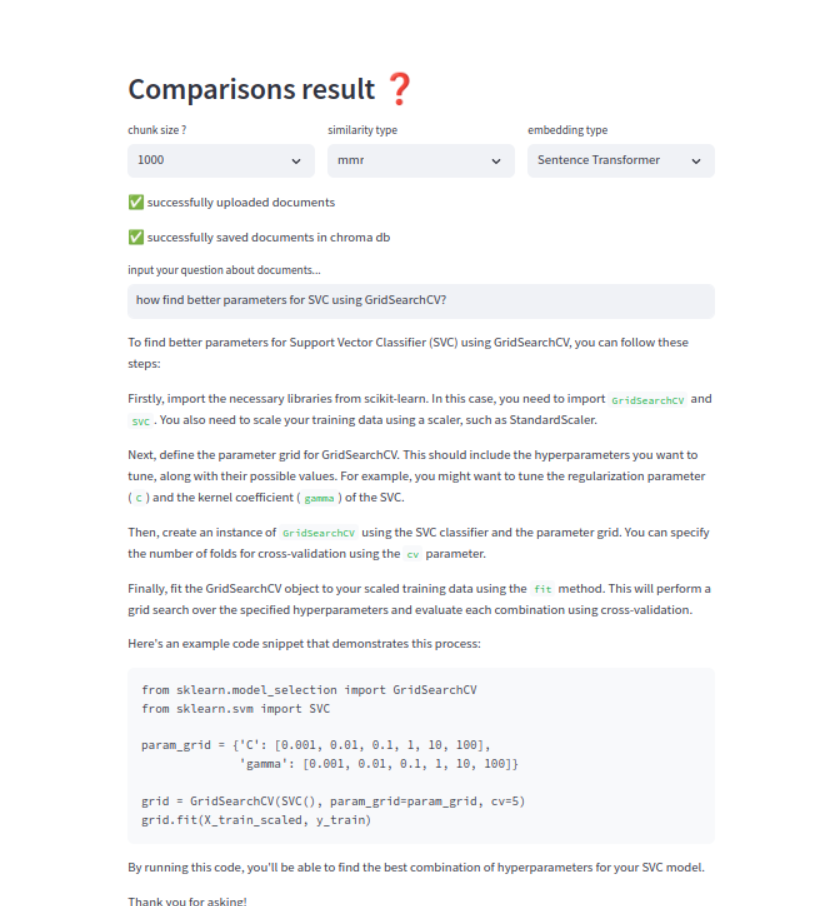 Comparisons result ❓
chunk size ? similarity type embedding type
1000 mmr Sentence Transformer
✅ successfully uploaded documents
✅ successfully saved documents in chroma db
input your question about documents...
how find better parameters for SVC using GridSearchCV?
To find better parameters for Support Vector Classifier (SVC) using GridSearchCV, you can follow these
steps:
Firstly, import the necessary libraries from scikit-learn. In this case, you need to import GridSearchCV and
SVC . You also need to scale your training data using a scaler, such as StandardScaler.
Next, define the parameter grid for GridSearchCV. This should include the hyperparameters you want to
tune, along with their possible values. For example, you might want to tune the regularization parameter
( C ) and the kernel coefficient ( gamma ) of the SVC.
Then, create an instance of GridSearchCV using the SVC classifier and the parameter grid. You can specify
the number of folds for cross-validation using the cv parameter.
Finally, fit the GridSearchCV object to your scaled training data using the fit method. This will perform a
grid search over the specified hyperparameters and evaluate each combination using cross-validation.
Here's an example code snippet that demonstrates this process:
from sklearn.model_selection import GridSearchCV
from sklearn.svm import SVC
param_grid = {'C': [0.001, 0.01, 0.1, 1, 10, 100],
'gamma': [0.001, 0.01, 0.1, 1, 10, 100]}
grid = GridSearchCV(SVC(), param_grid=param_grid, cv=5)
grid.fit(X_train_scaled, y_train)
By running this code, you'll be able to find the best combination of hyperparameters for your SVC model.
Thank you for asking!